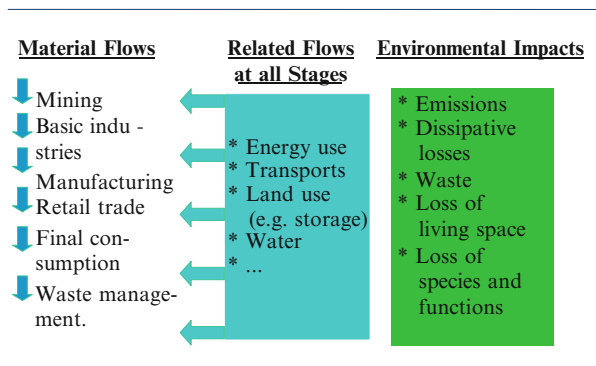 Material Flows
Mining
Basic indu -
stries
Manufacturing
Retail trade
Final con-
sumption
Waste manage-
ment.
Related Flows
at all Stages
* Energy use
* Transports
* Land use
(e.g. storage)
* Water
* ...
Environmental Impacts
* Emissions
* Dissipative
losses
* Waste
* Loss of
living space
* Loss of
species and
functions